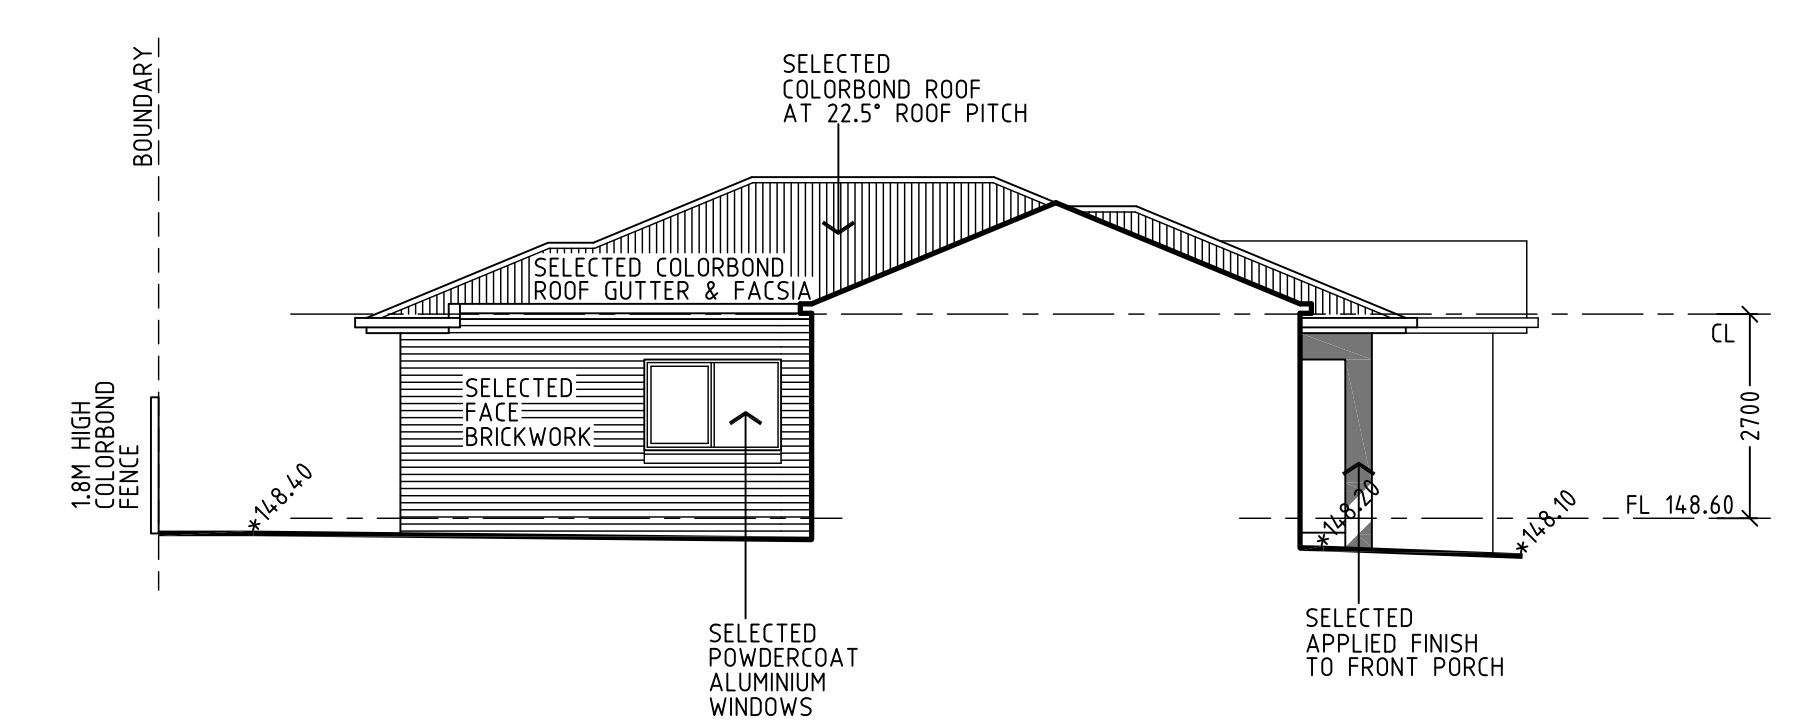 BOUNDARY
SELECTED
COLORBOND ROOF
AT 22.5° ROOF PITCH
SELECTED COLORBOND
ROOF GUTTER & FACSIA
CL
2700
SELECTED
FACE
BRICKWORK
1.8M HIGH
COLORBOND
FENCE
*148.40
*148.20
*148.10
FL 148.60
SELECTED
POWDERCOAT
ALUMINIUM
WINDOWS
SELECTED
APPLIED FINISH
TO FRONT PORCH